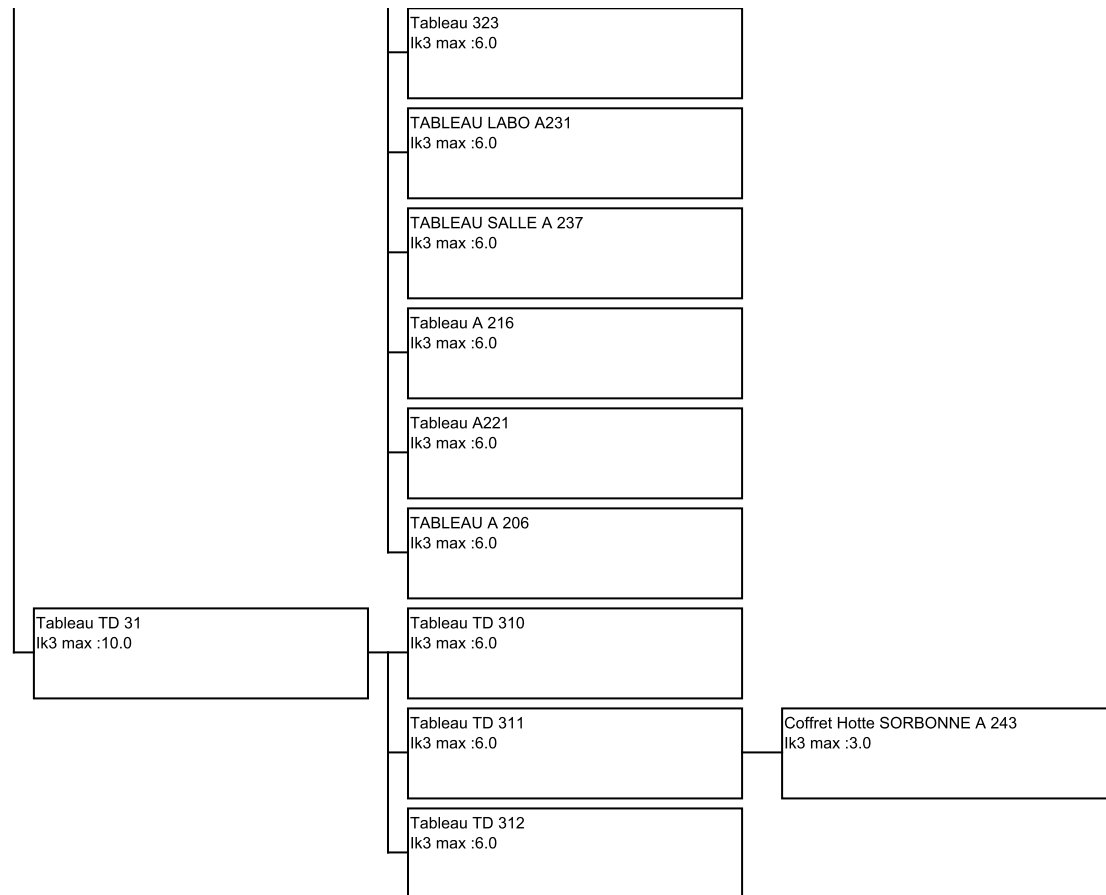 Tableau 323
Ik3 max :6.0
TABLEAU LABO A231
Ik3 max :6.0
TABLEAU SALLE A 237
Ik3 max :6.0
Tableau A 216
Ik3 max :6.0
Tableau A221
Ik3 max :6.0
TABLEAU A 206
Ik3 max :6.0
Tableau TD 31
Ik3 max :10.0
Tableau TD 310
Ik3 max :6.0
Tableau TD 311
Ik3 max :6.0
Coffret Hotte SORBONNE A 243
Ik3 max :3.0
Tableau TD 312
Ik3 max :6.0